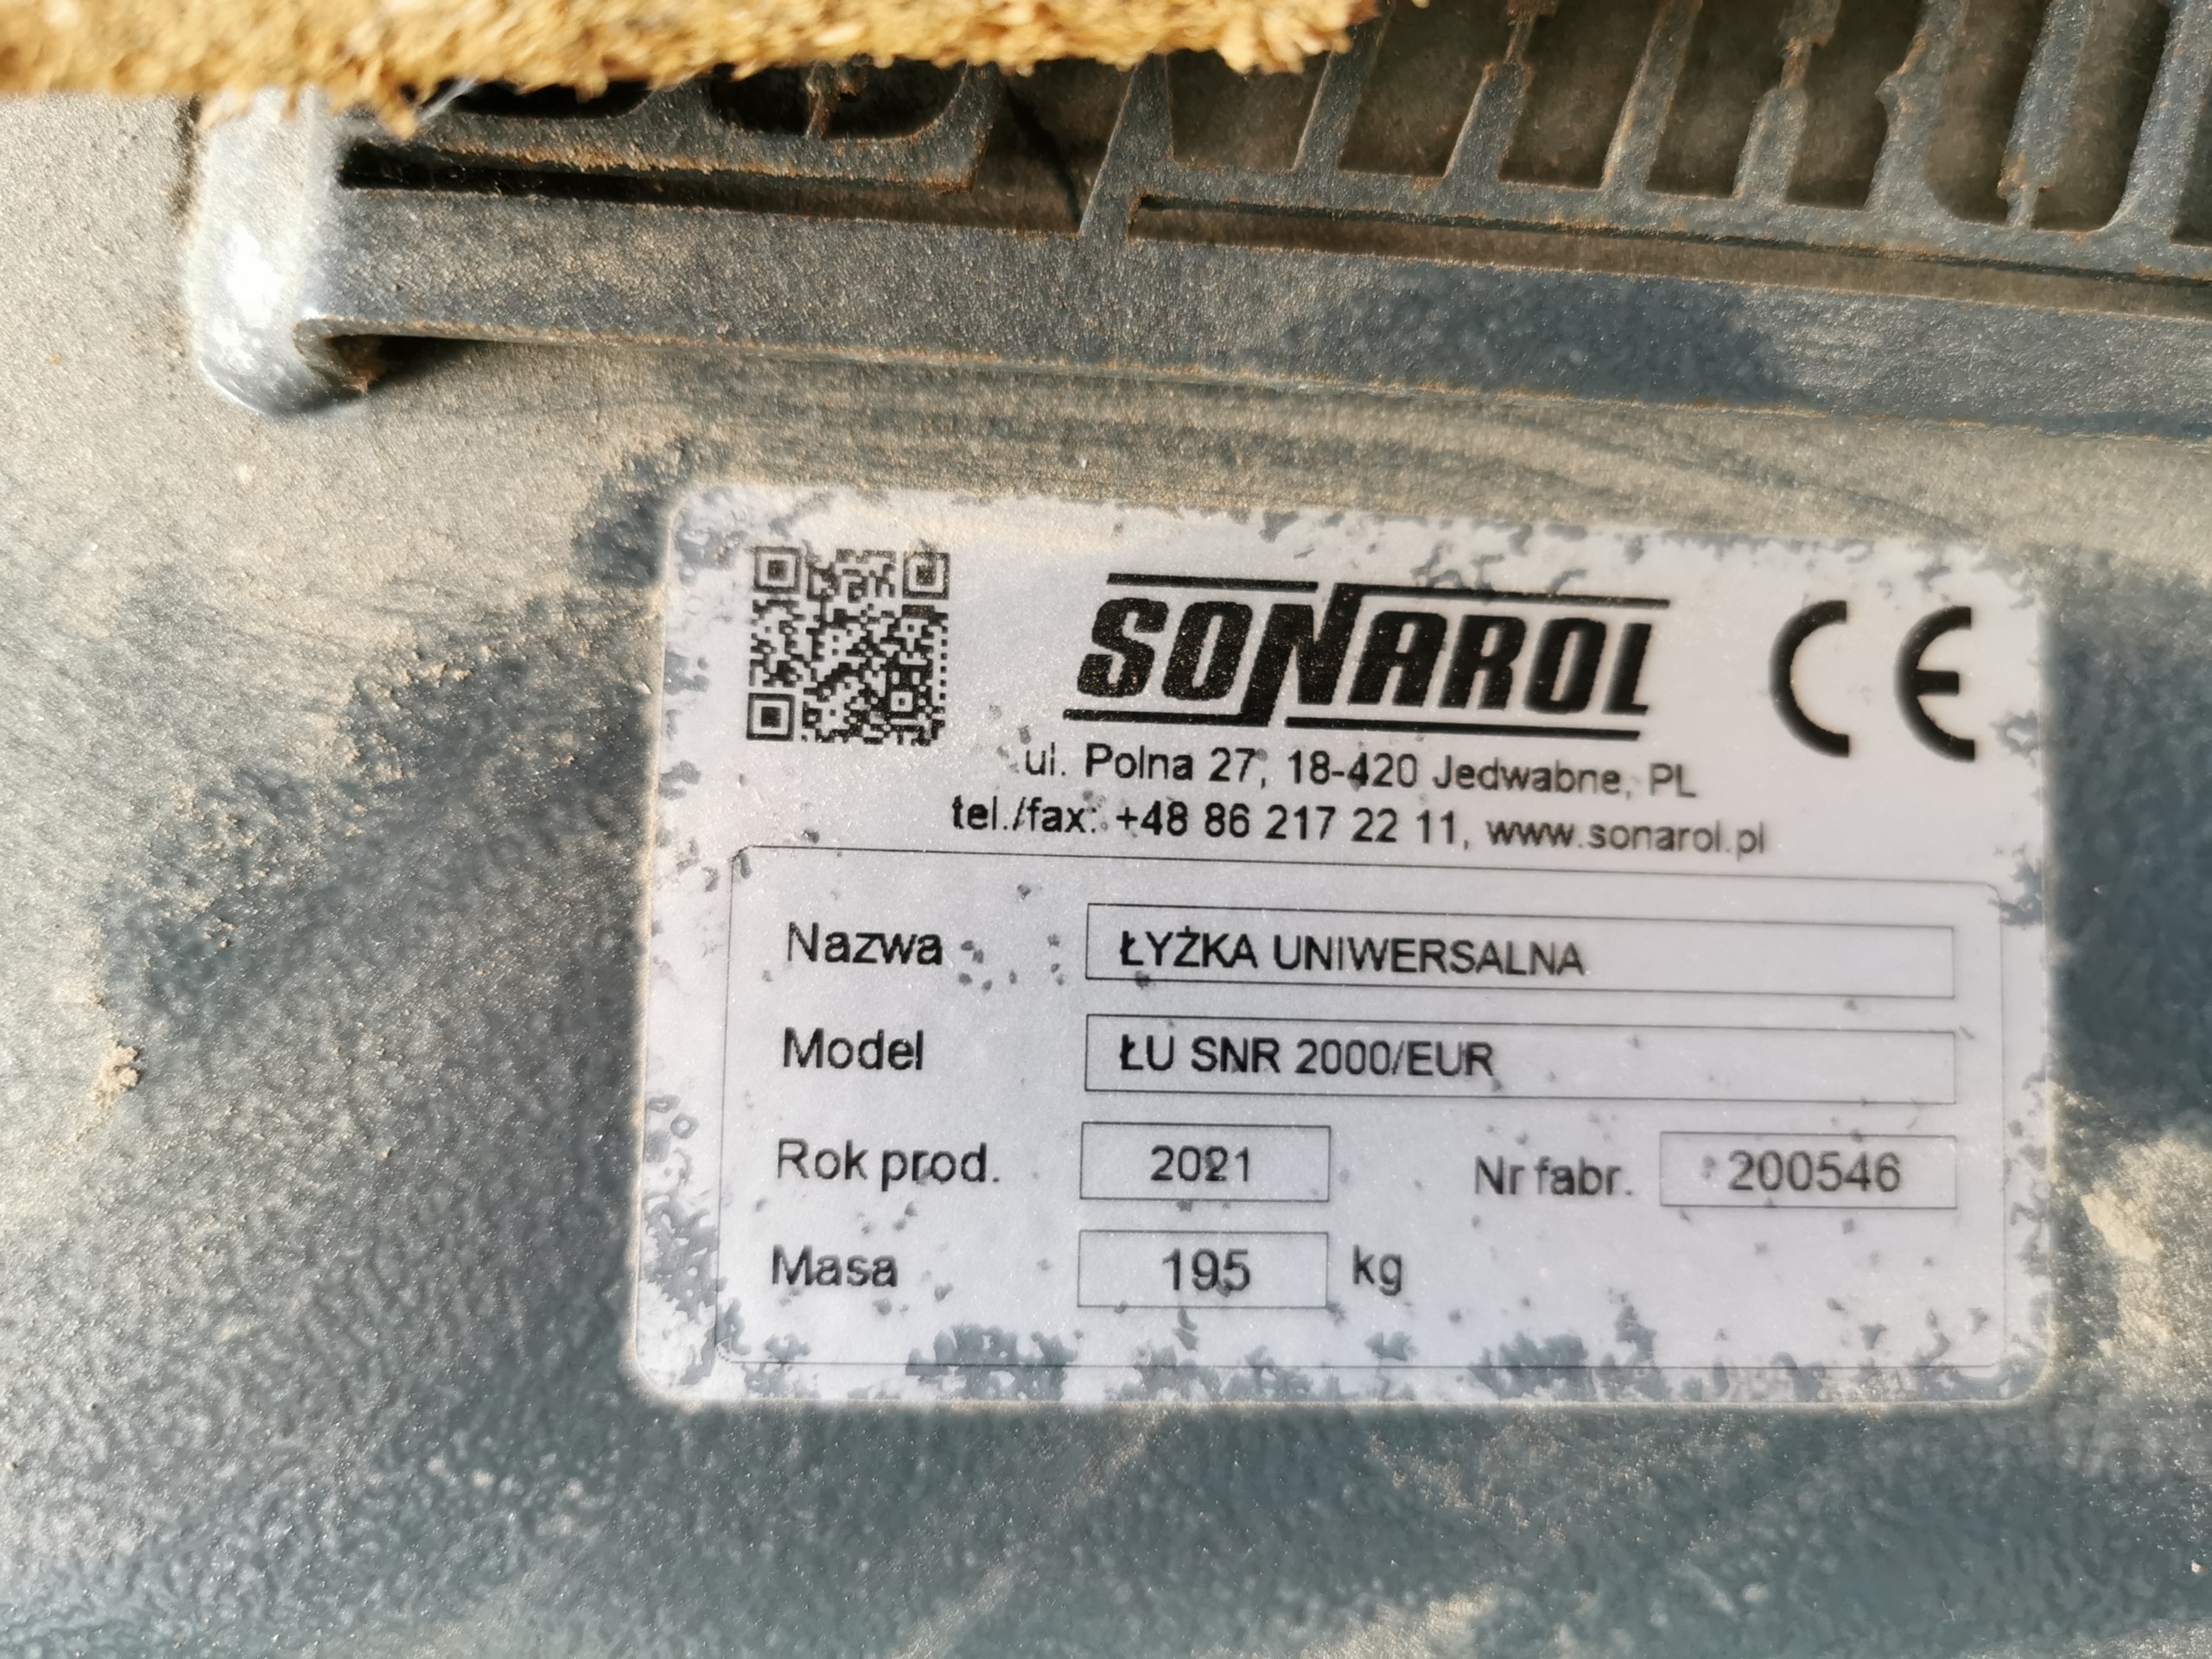 SONAROL CE
ul. Polna 27, 18-420 Jedwabne, PL
tel./fax: +48 86 217 22 11, www.sonarol.pl
Nazwa ŁYŻKA UNIWERSALNA
Model ŁU SNR 2000/EUR
Rok prod. 2021 Nr fabr. 200546
Masa 195 kg